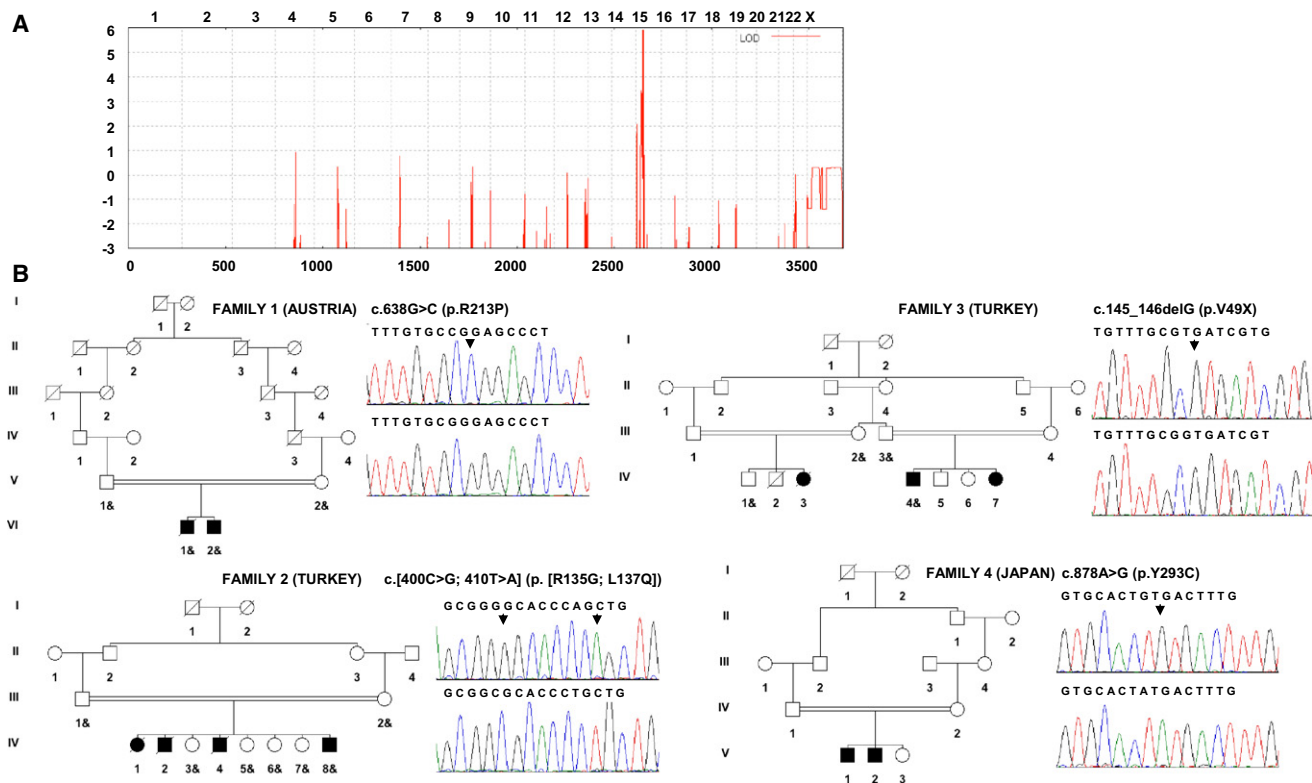 A
1 2 3 4 5 6 7 8 9 10 11 12 13 14 15 16 17 18 19 20 2122 X
LOD
6
5
4
3
2
1
0
-1
-2
-3
0 500 1000 1500 2000 2500 3000 3500
B
FAMILY 1 (AUSTRIA) c.638G>C (p.R213P)
I
1 2
II
1 2 3 4
III
1 2 3 4
IV
1 2 3 4
V
1& 2&
VI
1& 2&
TTTGTGCCGGAGCCCT
TTTGTGCGGGAGCCCT
FAMILY 3 (TURKEY) c.145_146delG (p.V49X)
I
1 2
II
1 2 3 4 5 6
III
1 2& 3& 4
IV
1& 2 3 4& 5 6 7
TGTTTGCGTGATCGTG
TGTTTGCGGTGATCGT
FAMILY 2 (TURKEY) c.[400C>G; 410T>A] (p. [R135G; L137Q])
I
1 2
II
1 2 3 4
III
1& 2&
IV
1 2 3& 4 5& 6& 7& 8&
GCGGGGCACCCAGCTG
GCGGCGCACCCTGCTG
FAMILY 4 (JAPAN) c.878A>G (p.Y293C)
I
1 2
II
1 2
III
1 2 3 4
IV
1 2
V
1 2 3
GTGCACTGTGACTTTG
GTGCACTATGACTTTG